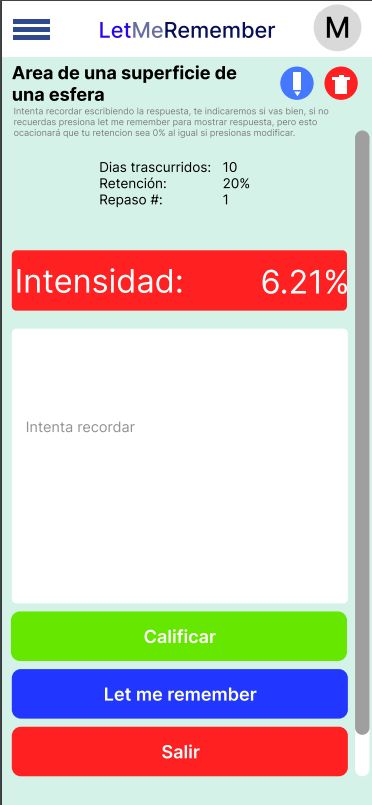 LetMeRemember
M
Area de una superficie de
una esfera
Intenta recordar escribiendo la respuesta, te indicaremos si vas bien, si no
recuerdas presiona let me remember para mostrar respuesta, pero esto
ocacionará que tu retencion sea 0% al igual si presionas modificar.
Dias trascurridos: 10
Retención: 20%
Repaso #: 1
Intensidad: 6.21%
Intenta recordar
Calificar
Let me remember
Salir